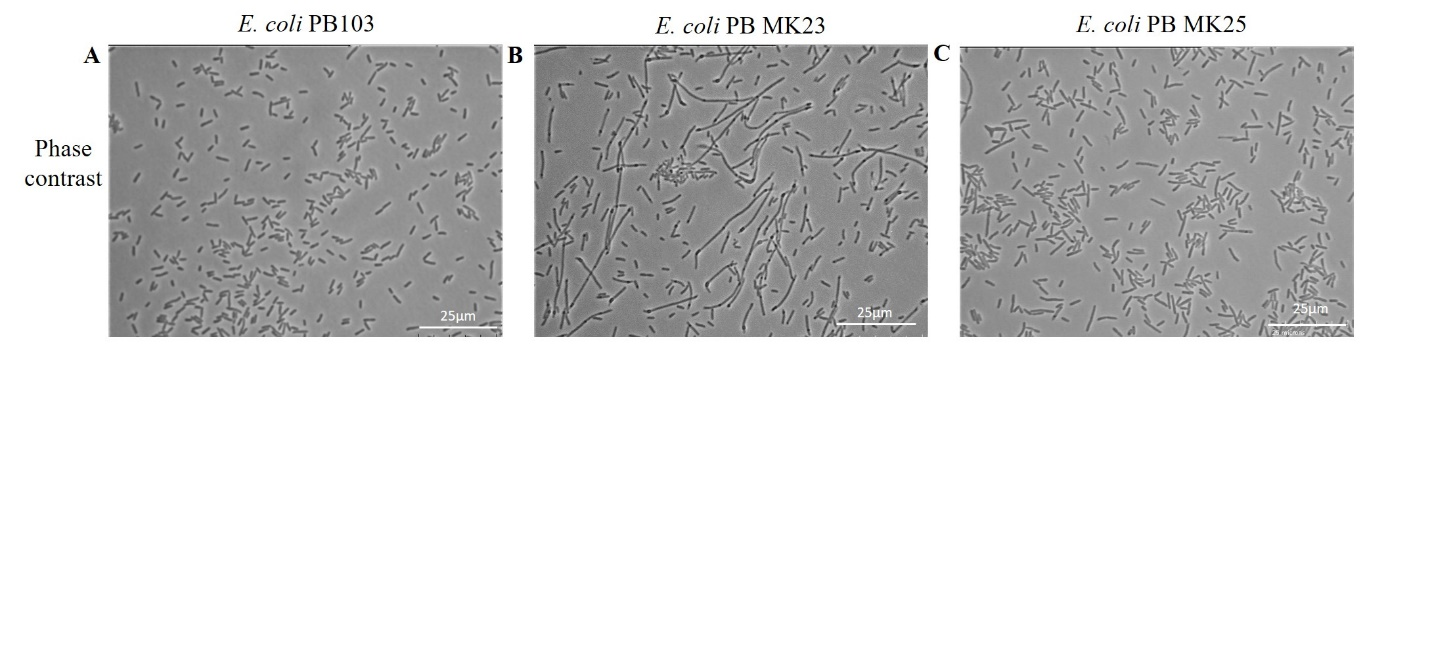 E. coli PB103
E. coli PB MK23
E. coli PB MK25
A
B
C
Phase
contrast
25µm
25µm
25µm